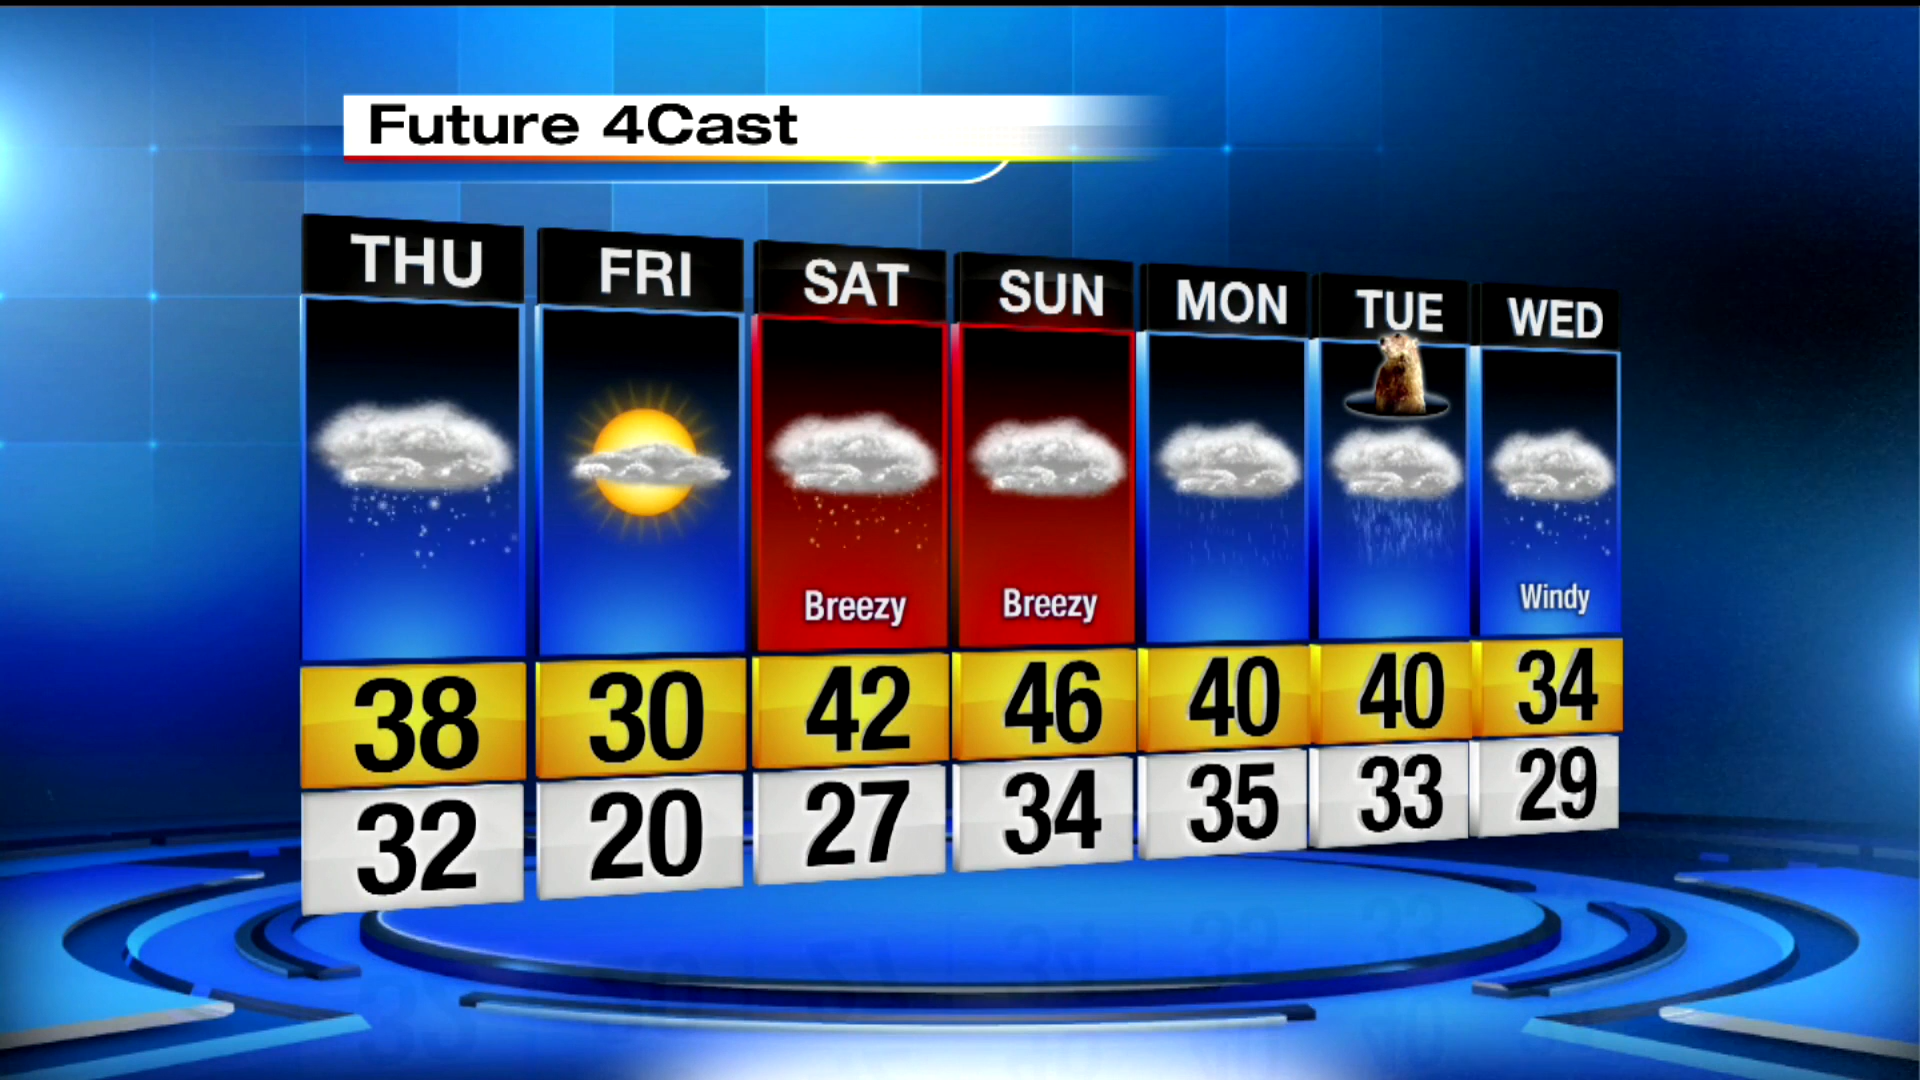 Future 4Cast
THU FRI SAT SUN MON TUE WED
Breezy Breezy Windy
38 30 42 46 40 40 34
32 20 27 34 35 33 29